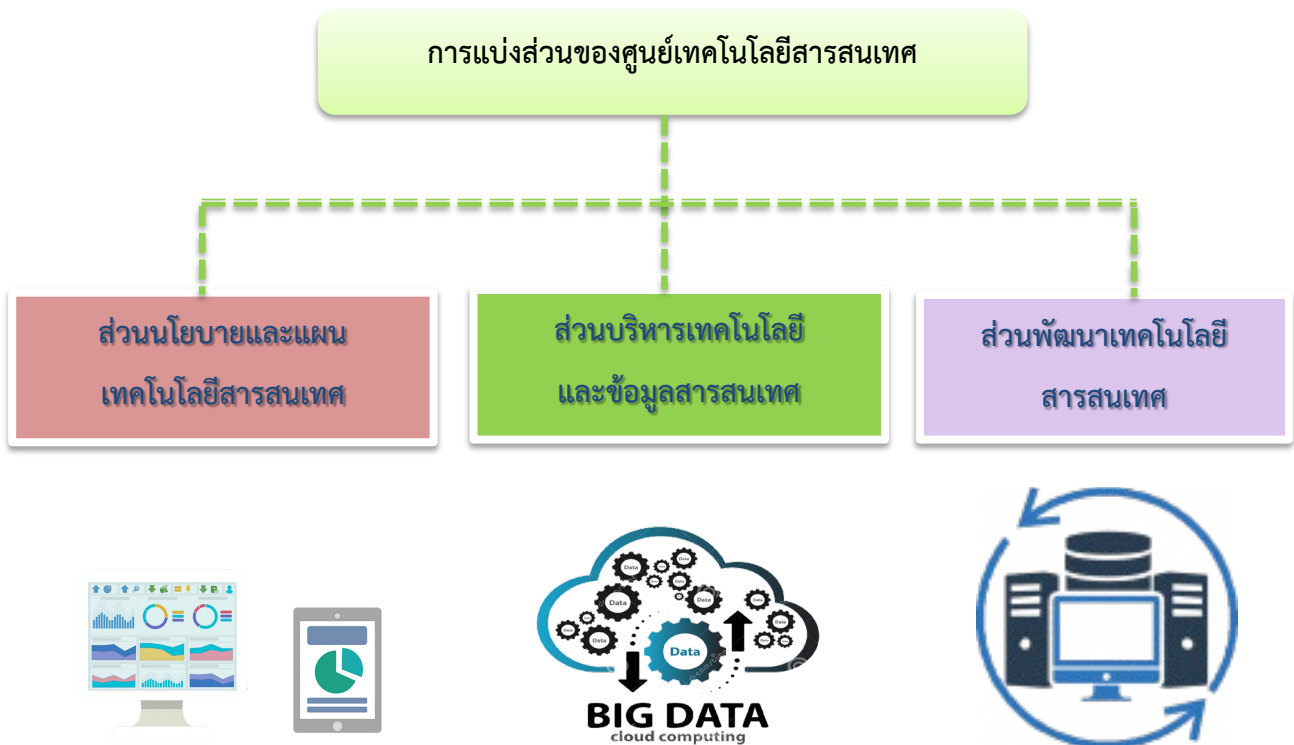 การแบ่งส่วนของศูนย์เทคโนโลยีสารสนเทศ
ส่วนนโยบายและแผน
เทคโนโลยีสารสนเทศ
ส่วนบริหารเทคโนโลยี
และข้อมูลสารสนเทศ
ส่วนพัฒนาเทคโนโลยี
สารสนเทศ
Data
Data
Data
Data
Data
Data
Data
Data
BIG DATA
cloud computing